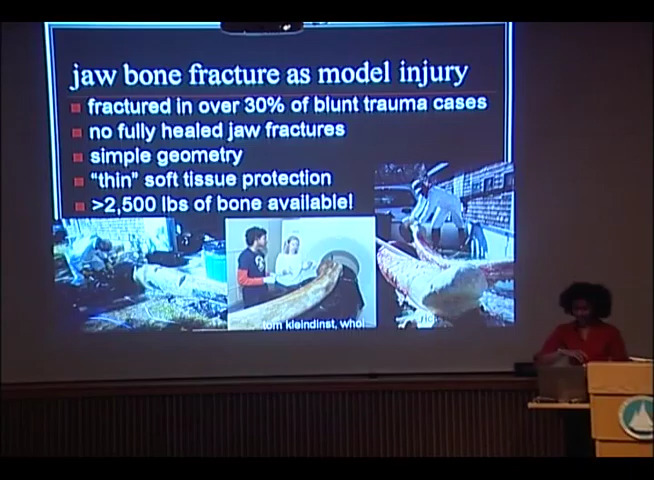 jaw bone fracture as model injury
fractured in over 30% of blunt trauma cases
no fully healed jaw fractures
simple geometry
"thin" soft tissue protection
>2,500 lbs of bone available!
tom kleindinst, whoi